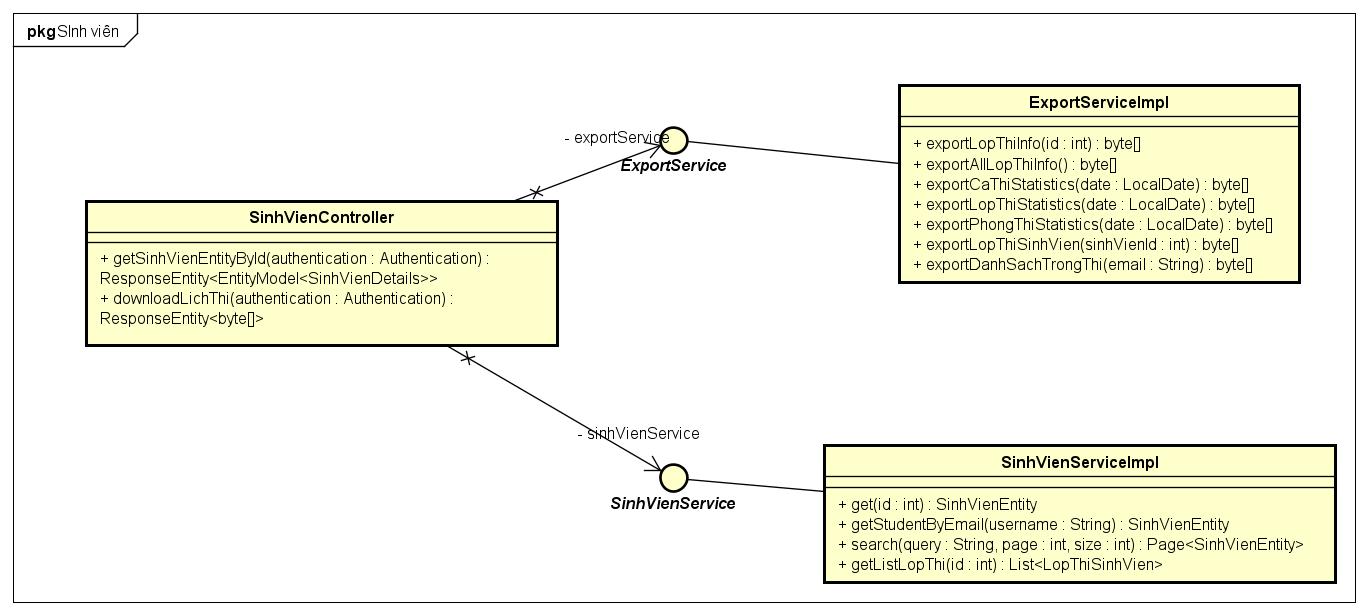 pkg SInh viên
ExportServiceImpl
+ exportLopThiInfo(id : int) : byte[]
+ exportAllLopThiInfo() : byte[]
+ exportCaThiStatistics(date : LocalDate) : byte[]
+ exportLopThiStatistics(date : LocalDate) : byte[]
+ exportPhongThiStatistics(date : LocalDate) : byte[]
+ exportLopThiSinhVien(sinhVienId : int) : byte[]
+ exportDanhSachTrongThi(email : String) : byte[]
- exportService
ExportService
SinhVienController
+ getSinhVienEntityById(authentication : Authentication) :
ResponseEntity<EntityModel<SinhVienDetails>>
+ downloadLichThi(authentication : Authentication) :
ResponseEntity<byte[]>
- sinhVienService
SinhVienService
SinhVienServiceImpl
+ get(id : int) : SinhVienEntity
+ getStudentByEmail(username : String) : SinhVienEntity
+ search(query : String, page : int, size : int) : Page<SinhVienEntity>
+ getListLopThi(id : int) : List<LopThiSinhVien>